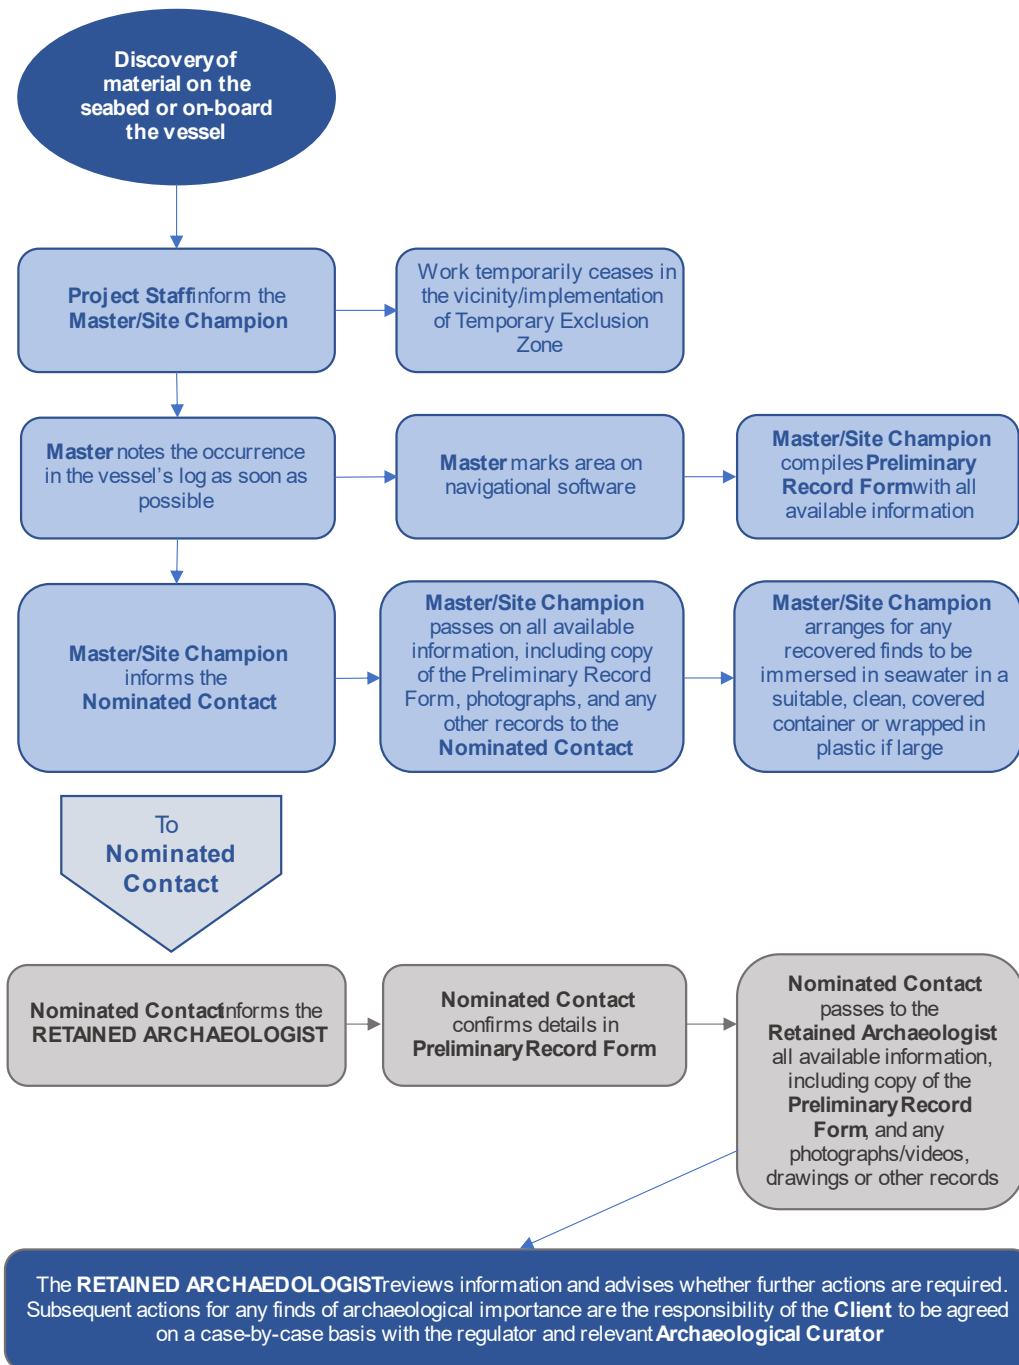 Discovery of
material on the
seabed or on-board
the vessel
Project Staff inform the
Master/Site Champion
Work temporarily ceases in
the vicinity/implementation
of Temporary Exclusion
Zone
Master notes the occurrence
in the vessel's log as soon as
possible
Master marks area on
navigational software
Master/Site Champion
compiles Preliminary
Record Form with all
available information
Master/Site Champion
informs the
Nominated Contact
Master/Site Champion
passes on all available
information, including copy
of the Preliminary Record
Form, photographs, and any
other records to the
Nominated Contact
Master/Site Champion
arranges for any
recovered finds to be
immersed in seawater in a
suitable, clean, covered
container or wrapped in
plastic if large
To
Nominated
Contact
Nominated Contact informs the
RETAINED ARCHAEOLOGIST
Nominated Contact
confirms details in
Preliminary Record Form
Nominated Contact
passes to the
Retained Archaeologist
all available information,
including copy of the
Preliminary Record
Form, and any
photographs/videos,
drawings or other records
The RETAINED ARCHAEDOLOGIST reviews information and advises whether further actions are required.
Subsequent actions for any finds of archaeological importance are the responsibility of the Client to be agreed
on a case-by-case basis with the regulator and relevant Archaeological Curator